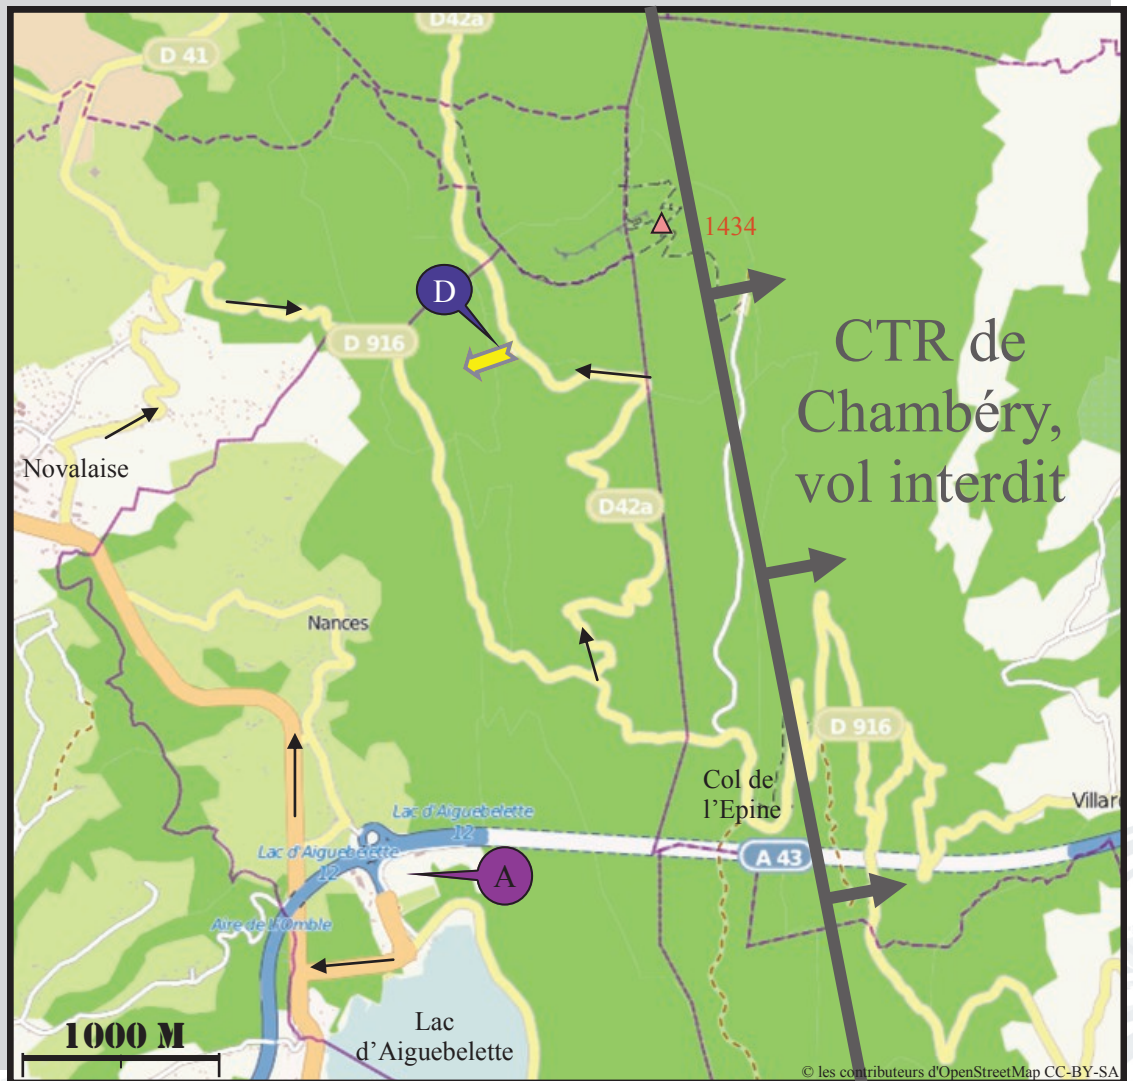 D42a
D 41
1434
D
D 916
CTR de
Chambéry,
vol interdit
Novalaise
D42a
Nances
D 916
Col de
l'Epine
Lac d'Aiguebelette
12
Lac d'Aiguebelette
12
A 43
A
Aire de L'Omble
1000 M
Lac
d'Aiguebelette
Villar
© les contributeurs d'OpenStreetMap CC-BY-SA